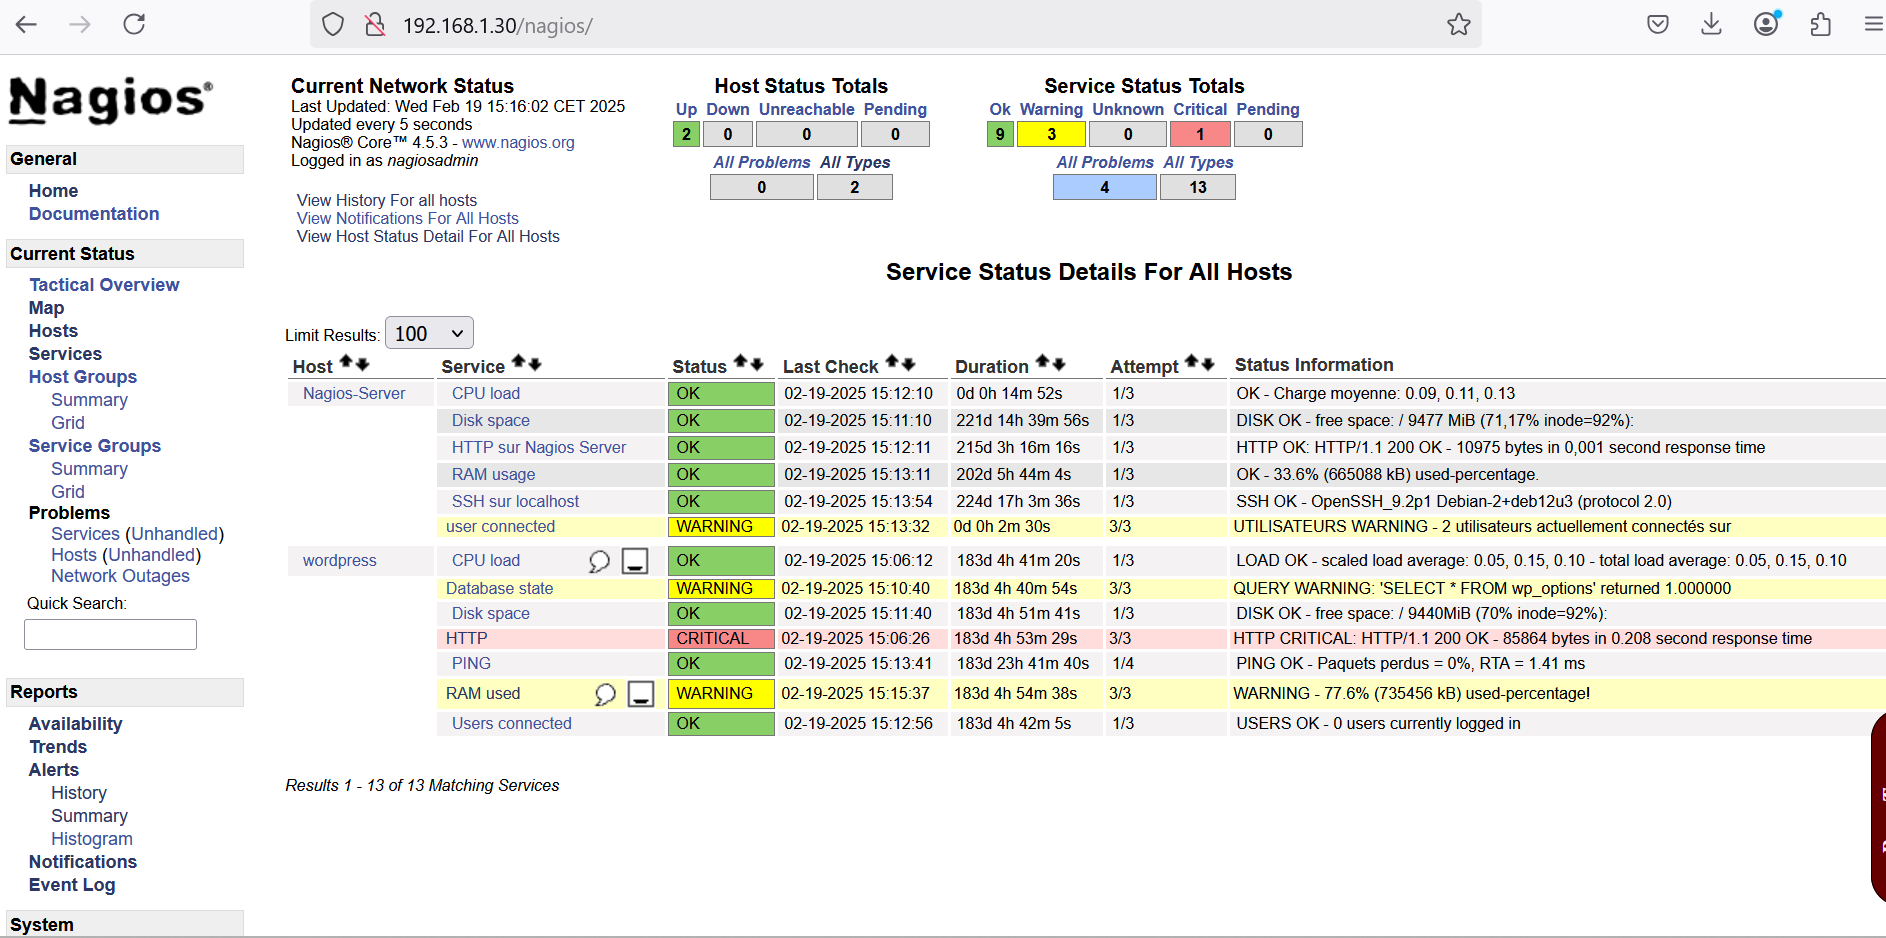 192.168.1.30/nagios/
Nagios®
General
Home
Documentation
Current Status
Tactical Overview
Map
Hosts
Services
Host Groups
Summary
Grid
Service Groups
Summary
Grid
Problems
Services (Unhandled)
Hosts (Unhandled)
Network Outages
Quick Search:
Reports
Availability
Trends
Alerts
History
Summary
Histogram
Notifications
Event Log
System
Current Network Status
Last Updated: Wed Feb 19 15:16:02 CET 2025
Updated every 5 seconds
Nagios® Core™ 4.5.3 - www.nagios.org
Logged in as nagiosadmin
View History For all hosts
View Notifications For All Hosts
View Host Status Detail For All Hosts
Host Status Totals
Up Down Unreachable Pending
2 0 0 0
All Problems All Types
0 2
Service Status Totals
Ok Warning Unknown Critical Pending
9 3 0 1 0
All Problems All Types
4 13
Service Status Details For All Hosts
Limit Results: 100
Host Service Status Last Check Duration Attempt Status Information
Nagios-Server CPU load OK 02-19-2025 15:12:10 0d 0h 14m 52s 1/3 OK - Charge moyenne: 0.09, 0.11, 0.13
Disk space OK 02-19-2025 15:11:10 221d 14h 39m 56s 1/3 DISK OK - free space: / 9477 MiB (71,17% inode=92%):
HTTP sur Nagios Server OK 02-19-2025 15:12:11 215d 3h 16m 16s 1/3 HTTP OK: HTTP/1.1 200 OK - 10975 bytes in 0,001 second response time
RAM usage OK 02-19-2025 15:13:11 202d 5h 44m 4s 1/3 OK - 33.6% (665088 kB) used-percentage.
SSH sur localhost OK 02-19-2025 15:13:54 224d 17h 3m 36s 1/3 SSH OK - OpenSSH_9.2p1 Debian-2+deb12u3 (protocol 2.0)
user connected WARNING 02-19-2025 15:13:32 0d 0h 2m 30s 3/3 UTILISATEURS WARNING - 2 utilisateurs actuellement connectés sur
wordpress CPU load OK 02-19-2025 15:06:12 183d 4h 41m 20s 1/3 LOAD OK - scaled load average: 0.05, 0.15, 0.10 - total load average: 0.05, 0.15, 0.10
Database state WARNING 02-19-2025 15:10:40 183d 4h 40m 54s 3/3 QUERY WARNING: 'SELECT * FROM wp_options' returned 1.000000
Disk space OK 02-19-2025 15:11:40 183d 4h 51m 41s 1/3 DISK OK - free space: / 9440MiB (70% inode=92%):
HTTP CRITICAL 02-19-2025 15:06:26 183d 4h 53m 29s 3/3 HTTP CRITICAL: HTTP/1.1 200 OK - 85864 bytes in 0.208 second response time
PING OK 02-19-2025 15:13:41 183d 23h 41m 40s 1/4 PING OK - Paquets perdus = 0%, RTA = 1.41 ms
RAM used WARNING 02-19-2025 15:15:37 183d 4h 54m 38s 3/3 WARNING - 77.6% (735456 kB) used-percentage!
Users connected OK 02-19-2025 15:12:56 183d 4h 42m 5s 1/3 USERS OK - 0 users currently logged in
Results 1 - 13 of 13 Matching Services